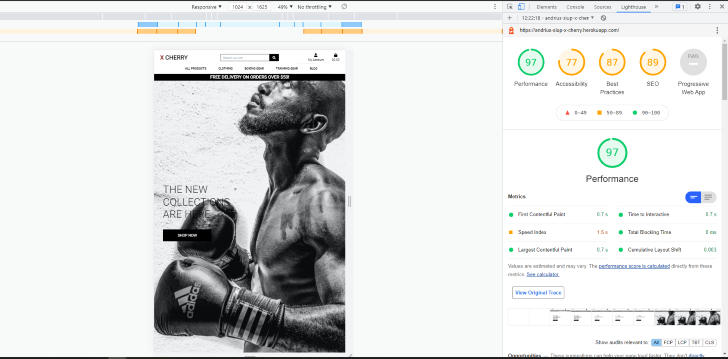 Responsive ▼ 1024 x 1625 49% ▼ No throttling ▼
Elements Console Sources Lighthouse » 1
+ 12:22:18 - andrius-siup-x-cherr ▼
https://andrius-siup-x-cherry.herokuapp.com/
X CHERRY
My Account
ALL PRODUCTS CLOTHING BOXING GEAR TRAINING GEAR BLOG
FREE DELIVERY ON ORDERS OVER $50!
THE NEW
COLLECTIONS
ARE HERE
SHOP NOW
adidas
97 77 87 89
Performance Accessibility Best Practices SEO Progressive Web App
PWA
0–49 50–89 90–100
97
Performance
Metrics
First Contentful Paint 0.7 s Time to Interactive 0.7 s
Speed Index 1.5 s Total Blocking Time 0 ms
Largest Contentful Paint 0.7 s Cumulative Layout Shift 0.003
Values are estimated and may vary. The performance score is calculated directly from these
metrics. See calculator.
View Original Trace
Show audits relevant to: All FCP LCP TBT CLS
Opportunities — These suggestions can help your page load faster. They don't directly